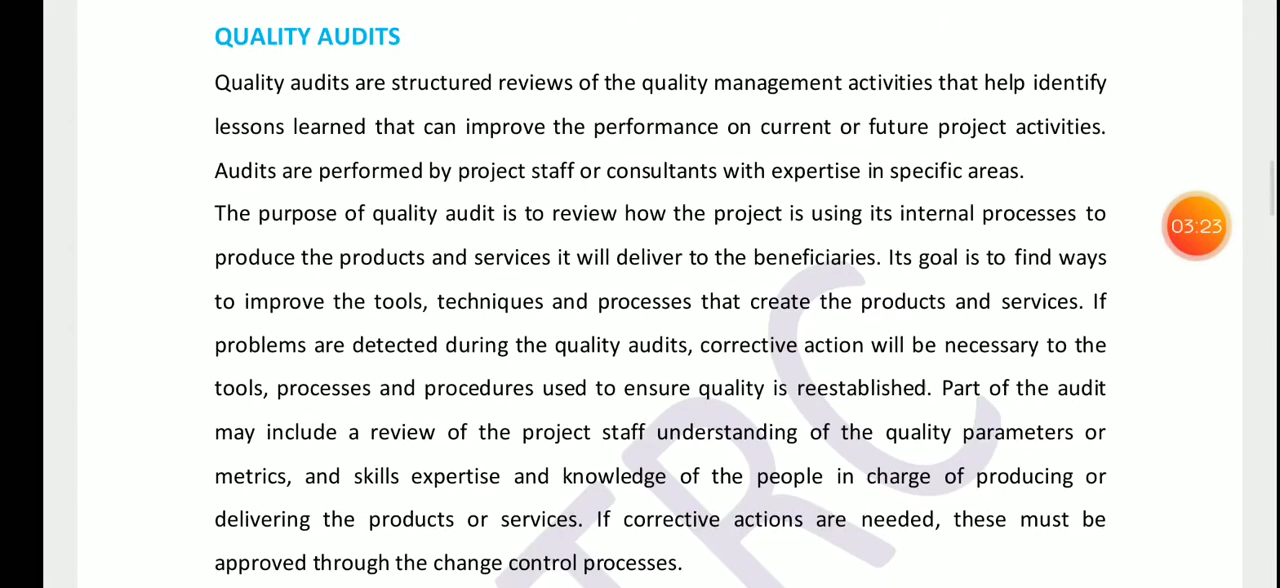 QUALITY AUDITS
Quality audits are structured reviews of the quality management activities that help identify
lessons learned that can improve the performance on current or future project activities.
Audits are performed by project staff or consultants with expertise in specific areas.
The purpose of quality audit is to review how the project is using its internal processes to
produce the products and services it will deliver to the beneficiaries. Its goal is to find ways
to improve the tools, techniques and processes that create the products and services. If
problems are detected during the quality audits, corrective action will be necessary to the
tools, processes and procedures used to ensure quality is reestablished. Part of the audit
may include a review of the project staff understanding of the quality parameters or
metrics, and skills expertise and knowledge of the people in charge of producing or
delivering the products or services. If corrective actions are needed, these must be
approved through the change control processes.
03:23
TRC